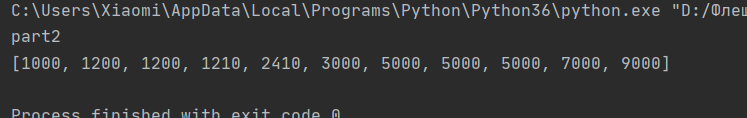 C:\Users\Xiaomi\AppData\Local\Programs\Python\Python36\python.exe "D:/Флеш
part2
[1000, 1200, 1200, 1210, 2410, 3000, 5000, 5000, 5000, 7000, 9000]
Process finished with exit code 0